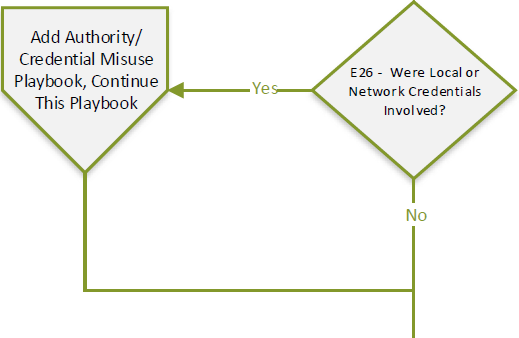 Add Authority/
Credential Misuse
Playbook, Continue
This Playbook
Yes
E26 - Were Local or
Network Credentials
Involved?
No